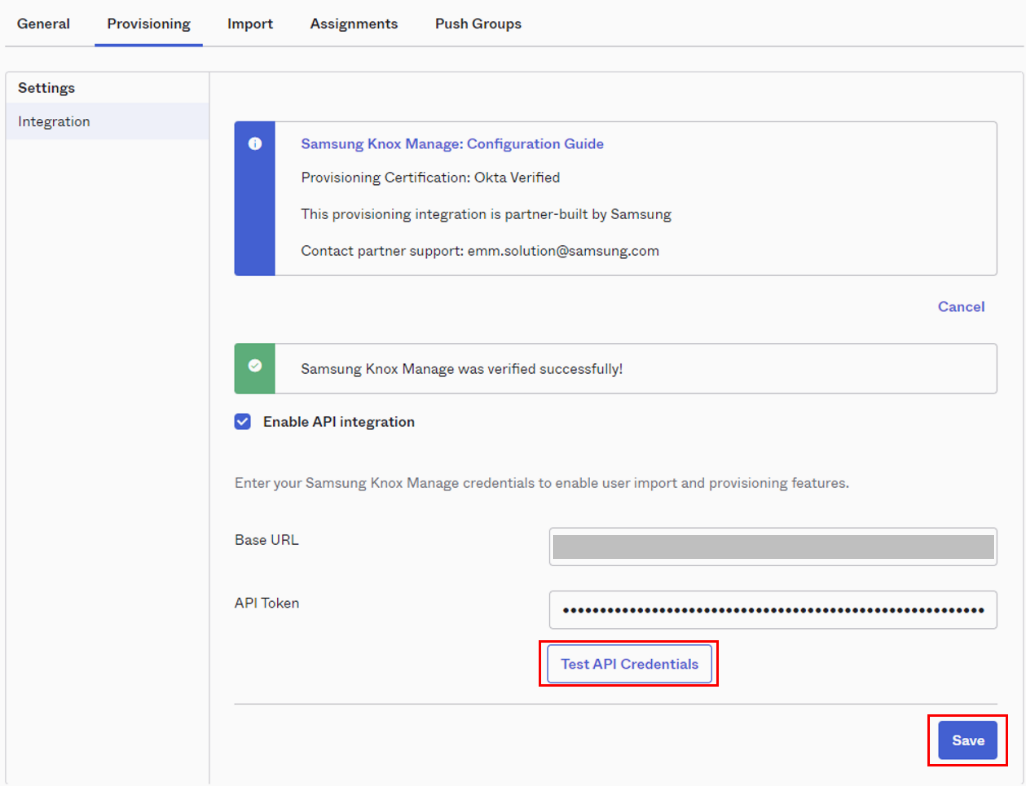 General
Provisioning
Import
Assignments
Push Groups
Settings
Integration
Samsung Knox Manage: Configuration Guide
Provisioning Certification: Okta Verified
This provisioning integration is partner-built by Samsung
Contact partner support: emm.solution@samsung.com
Cancel
Samsung Knox Manage was verified successfully!
Enable API integration
Enter your Samsung Knox Manage credentials to enable user import and provisioning features.
Base URL
API Token
Test API Credentials
Save